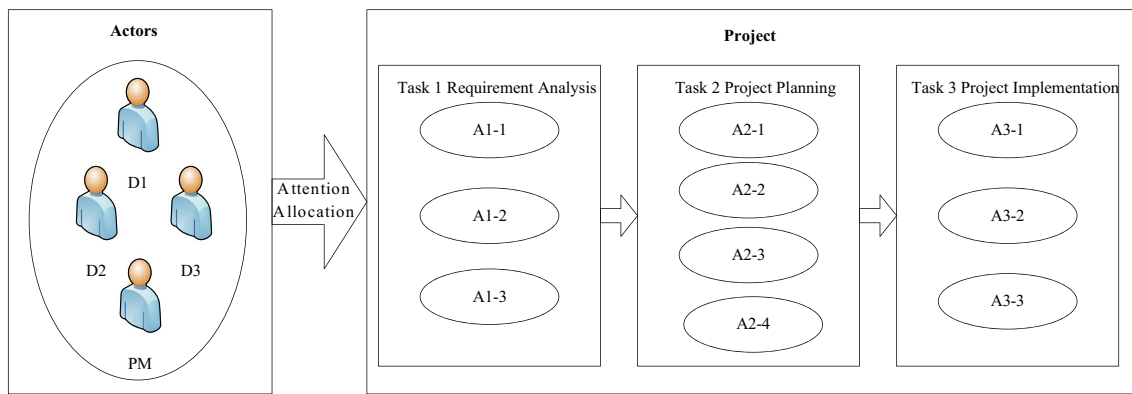 Actors
D1
D2
D3
PM
Attention
Allocation
Project
Task 1 Requirement Analysis
A1-1
A1-2
A1-3
Task 2 Project Planning
A2-1
A2-2
A2-3
A2-4
Task 3 Project Implementation
A3-1
A3-2
A3-3